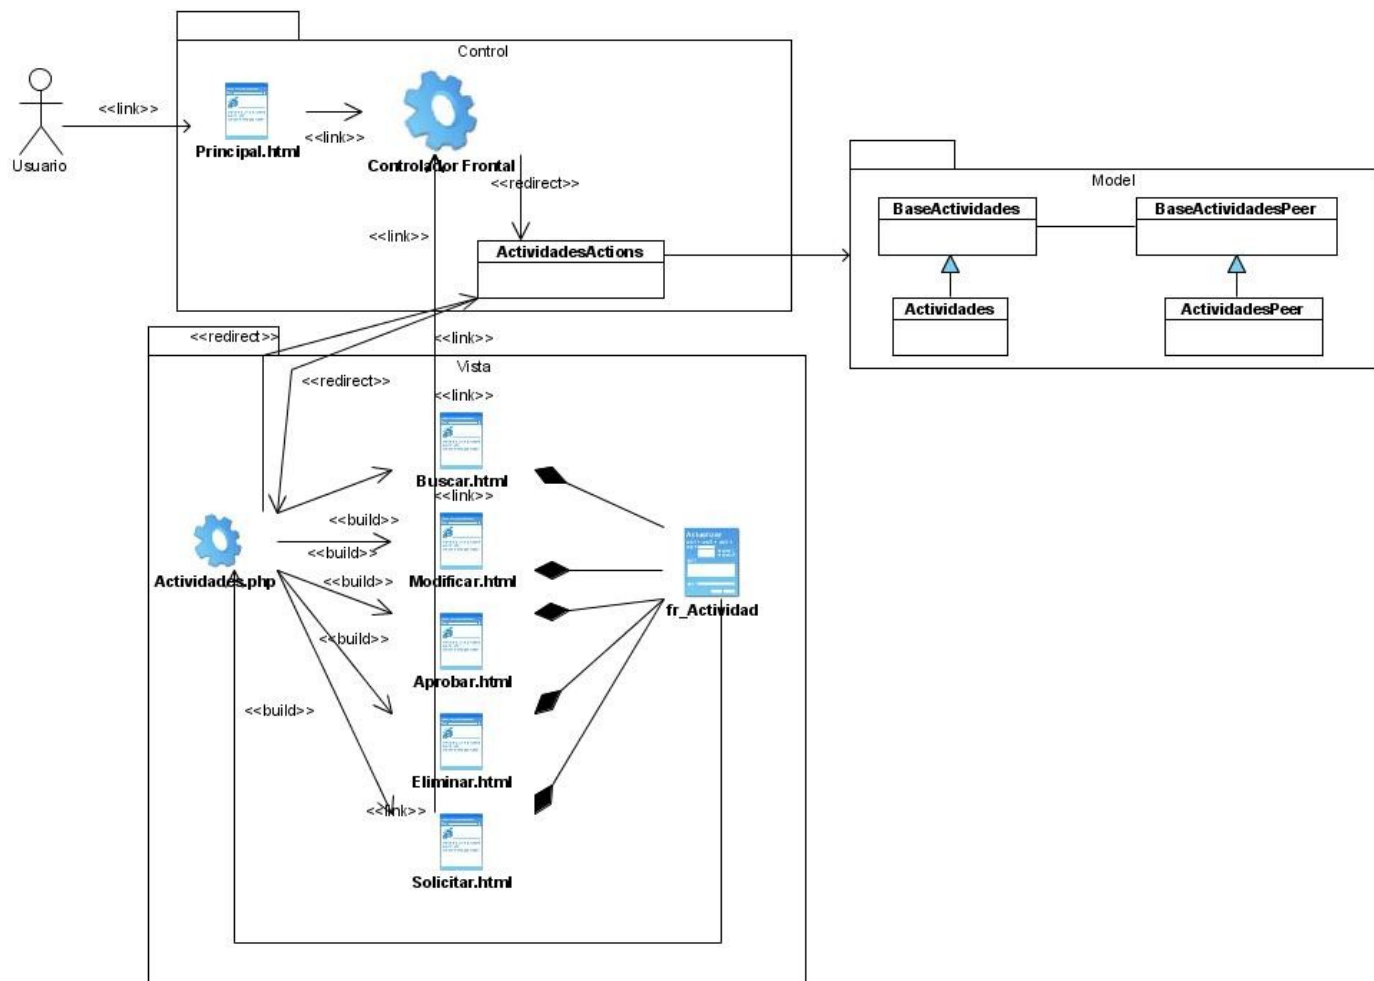 Control
<<link>>
Usuario
Principal.html
<<link>>
Controlador Frontal
<<redirect>>
<<link>>
ActividadesActions
Model
BaseActividades
BaseActividadesPeer
Actividades
ActividadesPeer
<<redirect>>
<<link>>
Vista
<<redirect>>
<<link>>
Buscar.html
<<link>>
<<build>>
<<build>>
Actividades.php
<<build>>
Modificar.html
fr_Actividad
<<build>>
Aprobar.html
<<build>>
Eliminar.html
<<link>>
Solicitar.html